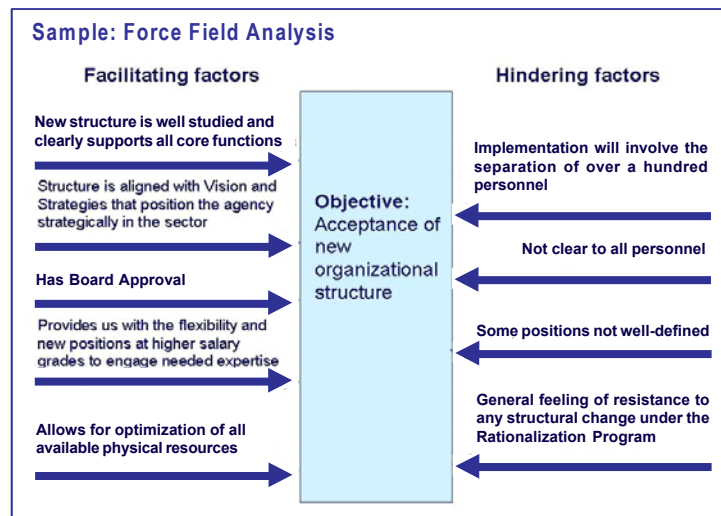 Sample: Force Field Analysis
Facilitating factors
New structure is well studied and
clearly supports all core functions
Structure is aligned with Vision and
Strategies that position the agency
strategically in the sector
Has Board Approval
Provides us with the flexibility and
new positions at higher salary
grades to engage needed expertise
Allows for optimization of all
available physical resources
Objective:
Acceptance of
new
organizational
structure
Hindering factors
Implementation will involve the
separation of over a hundred
personnel
Not clear to all personnel
Some positions not well-defined
General feeling of resistance to
any structural change under the
Rationalization Program